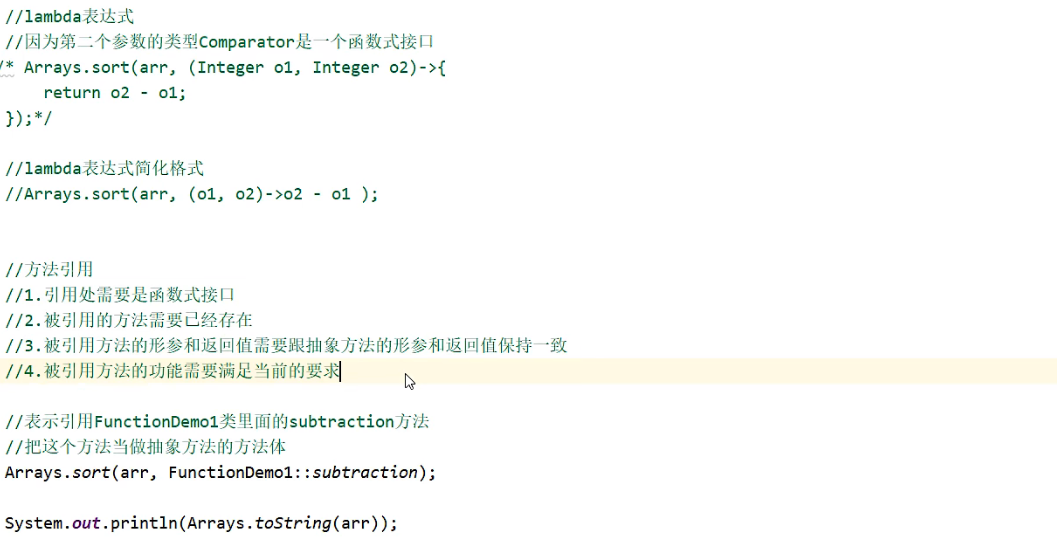 //lambda表达式
//因为第二个参数的类型Comparator是一个函数式接口
/* Arrays.sort(arr, (Integer o1, Integer o2)->{
return o2 - o1;
});*/
//lambda表达式简化格式
//Arrays.sort(arr, (o1, o2)->o2 - o1 );
//方法引用
//1.引用处需要是函数式接口
//2.被引用的方法需要已经存在
//3.被引用方法的形参和返回值需要跟抽象方法的形参和返回值保持一致
//4.被引用方法的功能需要满足当前的要求
//表示引用FunctionDemo1类里面的subtraction方法
//把这个方法当做抽象方法的方法体
Arrays.sort(arr, FunctionDemo1::subtraction);
System.out.println(Arrays.toString(arr));